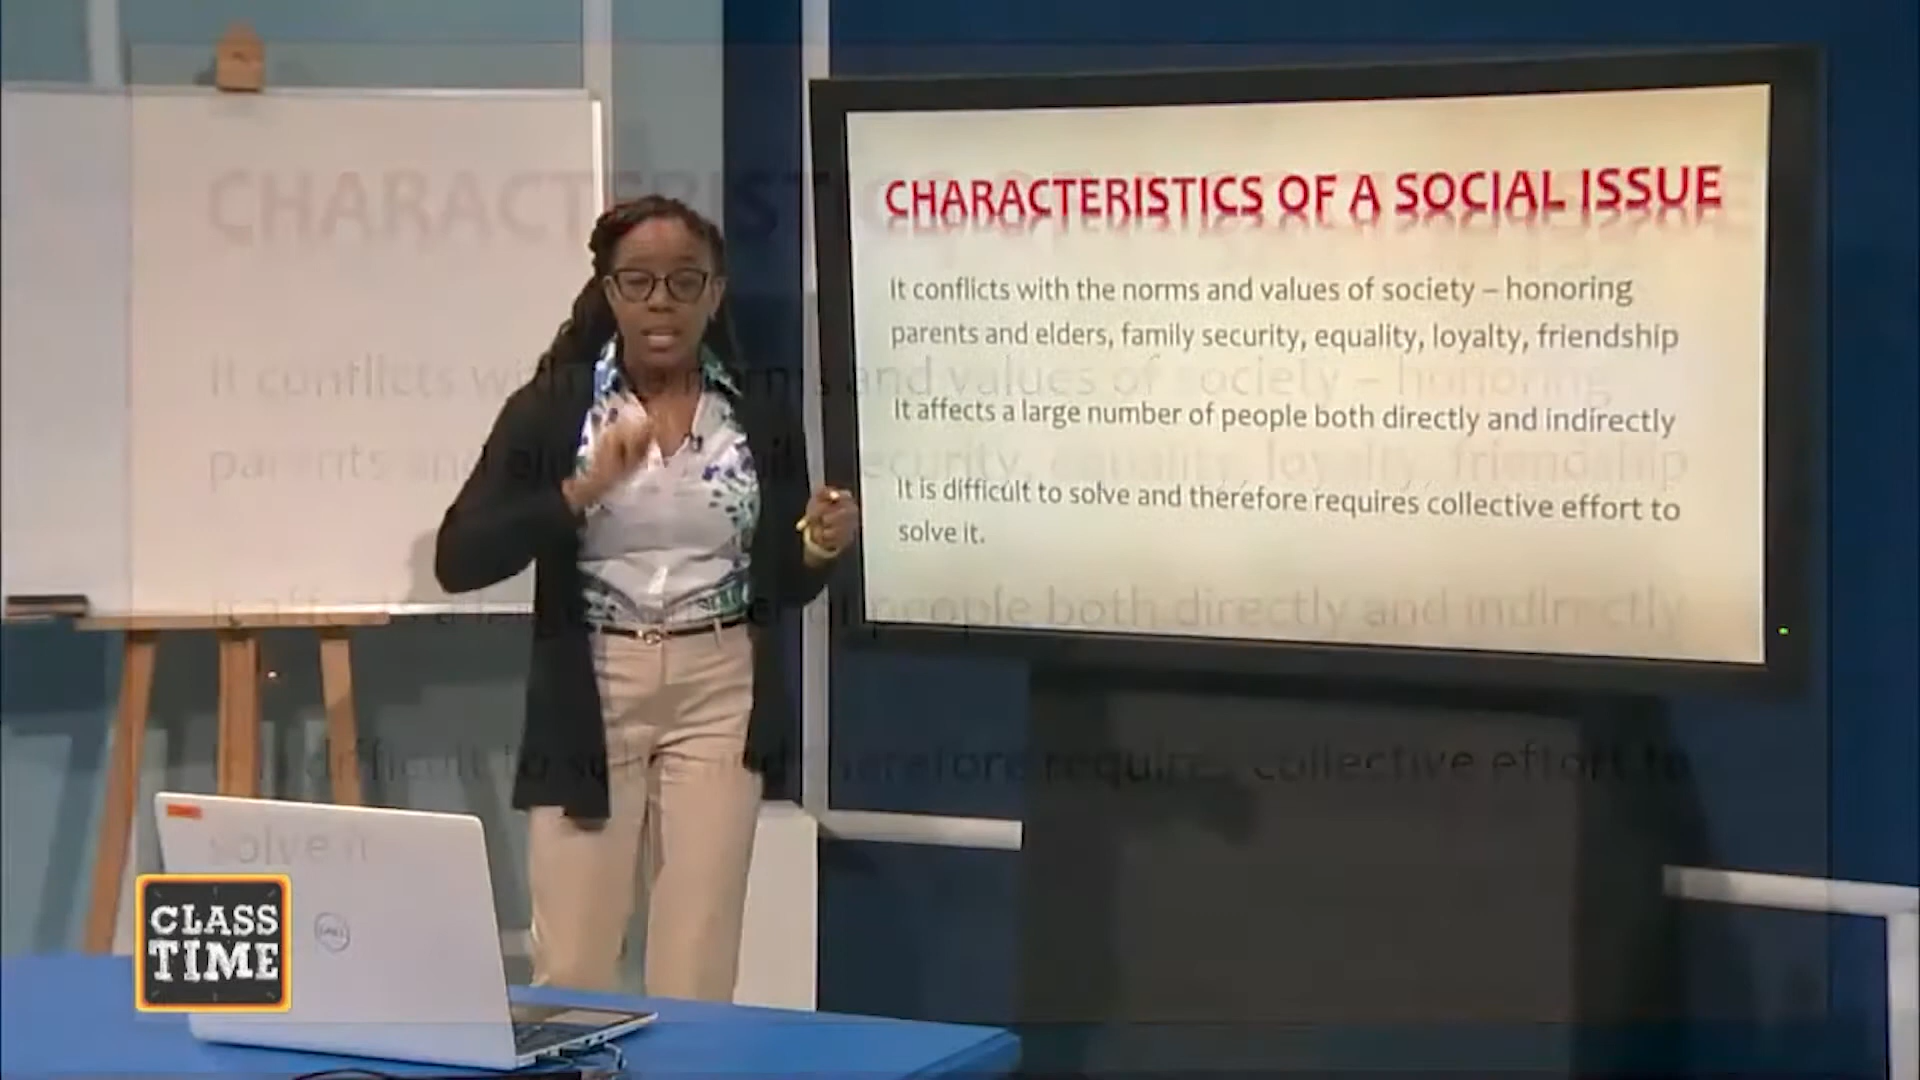 CHARACTERISTICS OF A SOCIAL ISSUE
It conflicts with the norms and values of society – honoring
parents and elders, family security, equality, loyalty, friendship
It affects a large number of people both directly and indirectly
It is difficult to solve and therefore requires collective effort to
solve it.
CLASS
TIME
DELL